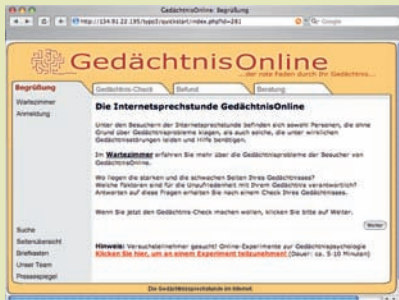 GedächtnisOnline: Begrüßung
http://134.91.22.195/typo3/quickstart/index.php?id=281
Google
GedächtnisOnline
...der rote Faden durch Ihr Gedächtnis...
Begrüßung
Gedächtnis-Check
Befund
Beratung
Wartezimmer
Anmeldung
Die Internetsprechstunde GedächtnisOnline
Unter den Besuchern der Internetsprechstunde befinden sich sowohl Personen, die ohne
Grund über Gedächtnisprobleme klagen, als auch solche, die unter wirklichen
Gedächtnisstörungen leiden und Hilfe benötigen.
Im Wartezimmer erfahren Sie mehr über die Gedächtnisprobleme der Besucher von
GedächtnisOnline.
Wo liegen die starken und die schwachen Seiten Ihres Gedächtnisses?
Welche Faktoren sind für die Unzufriedenheit mit Ihrem Gedächtnis verantwortlich?
Antworten auf diese Fragen erhalten Sie nach einem Check Ihres Gedächtnisses.
Wenn Sie jetzt den Gedächtnis-Check machen wollen, klicken Sie bitte auf Weiter.
Weiter
Suche
Seitenübersicht
Briefkasten
Unser Team
Pressespiegel
Hinweis: Versuchsteilnehmer gesucht! Online-Experimente zur Gedächtnispsychologie
Klicken Sie hier, um an einem Experiment teilzunehmen! (Dauer: ca. 5-10 Minuten)
Die Gedächtnissprechstunde im Internet